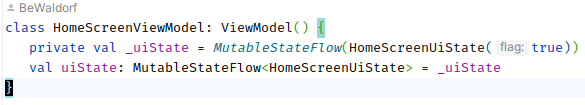 BeWaldorf
class HomeScreenViewModel: ViewModel() {
private val _uiState = MutableStateFlow(HomeScreenUiState( flag: true))
val uiState: MutableStateFlow<HomeScreenUiState> = _uiState
}